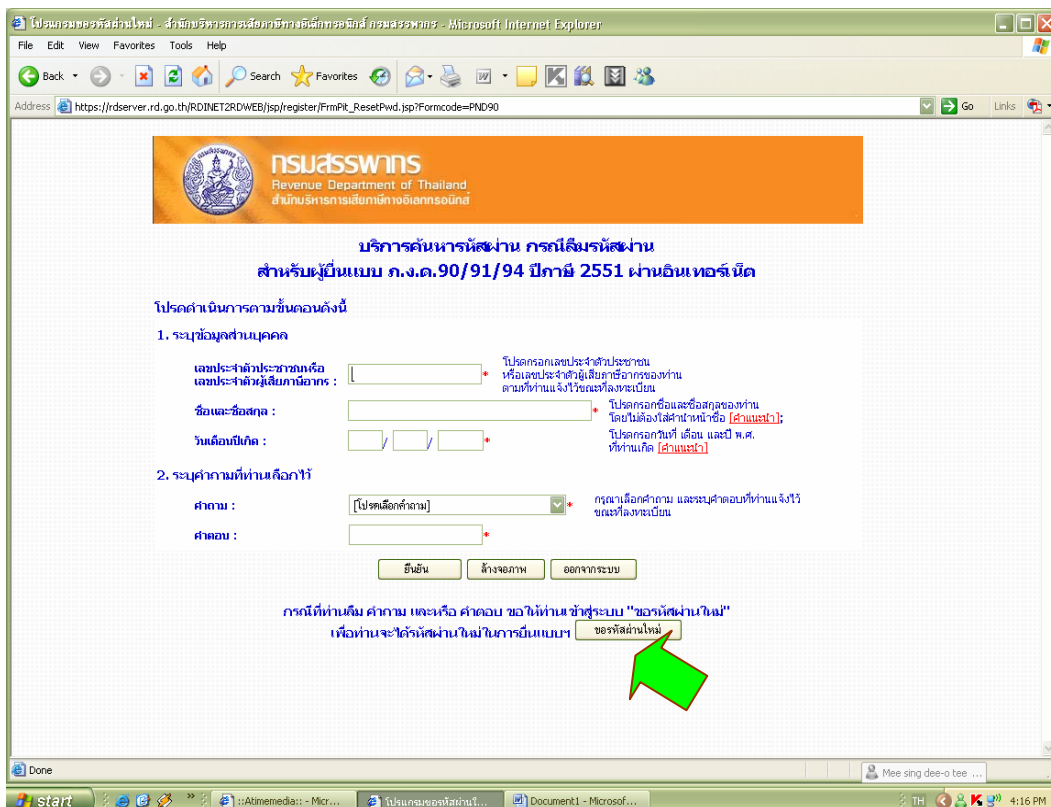 โปรแกรมขอรหัสผ่านใหม่ - สำนักบริหารการเสียภาษีทางอิเล็กทรอนิกส์ กรมสรรพากร - Microsoft Internet Explorer
File Edit View Favorites Tools Help
Back Search Favorites
Address https://rdserver.rd.go.th/RDINET2RDWEB/jsp/register/FrmPit_ResetPwd.jsp?Formcode=PND90 Go Links
กรมสรรพากร
Revenue Department of Thailand
สำนักบริหารการเสียภาษีทางอิเลกทรอนิกส์
บริการค้นหารหัสผ่าน กรณีลืมรหัสผ่าน
สำหรับผู้ยื่นแบบ ภ.ง.ด.90/91/94 ปีภาษี 2551 ผ่านอินเทอร์เน็ต
โปรดดำเนินการตามขั้นตอนดังนี้
1. ระบุข้อมูลส่วนบุคคล
เลขประจำตัวประชาชนหรือ
เลขประจำตัวผู้เสียภาษีอากร : *
โปรดกรอกเลขประจำตัวประชาชน
หรือเลขประจำตัวผู้เสียภาษีอากรของท่าน
ตามที่ท่านแจ้งไว้ขณะที่ลงทะเบียน
ชื่อและชื่อสกุล : *
โปรดกรอกชื่อและชื่อสกุลของท่าน
โดยไม่ต้องใส่คำนำหน้าชื่อ [คำแนะนำ];
วันเดือนปีเกิด : / / *
โปรดกรอกวันที่ เดือน และปี พ.ศ.
ที่ท่านเกิด [คำแนะนำ]
2. ระบุคำถามที่ท่านเลือกไว้
คำถาม : [โปรดเลือกคำถาม] *
กรุณาเลือกคำถาม และระบุคำตอบที่ท่านแจ้งไว้
ขณะที่ลงทะเบียน
คำตอบ : *
ยืนยัน ล้างจอภาพ ออกจากระบบ
กรณีที่ท่านลืม คำถาม และหรือ คำตอบ ขอให้ท่านเข้าสู่ระบบ "ขอรหัสผ่านใหม่"
เพื่อท่านจะได้รหัสผ่านใหม่ในการยื่นแบบฯ ขอรหัสผ่านใหม่
Done
Mee sing dee-o tee ...
start ::Atimemedia:: - Micr... โปรแกรมขอรหัสผ่านใ... Document1 - Microsof... TH 4:16 PM